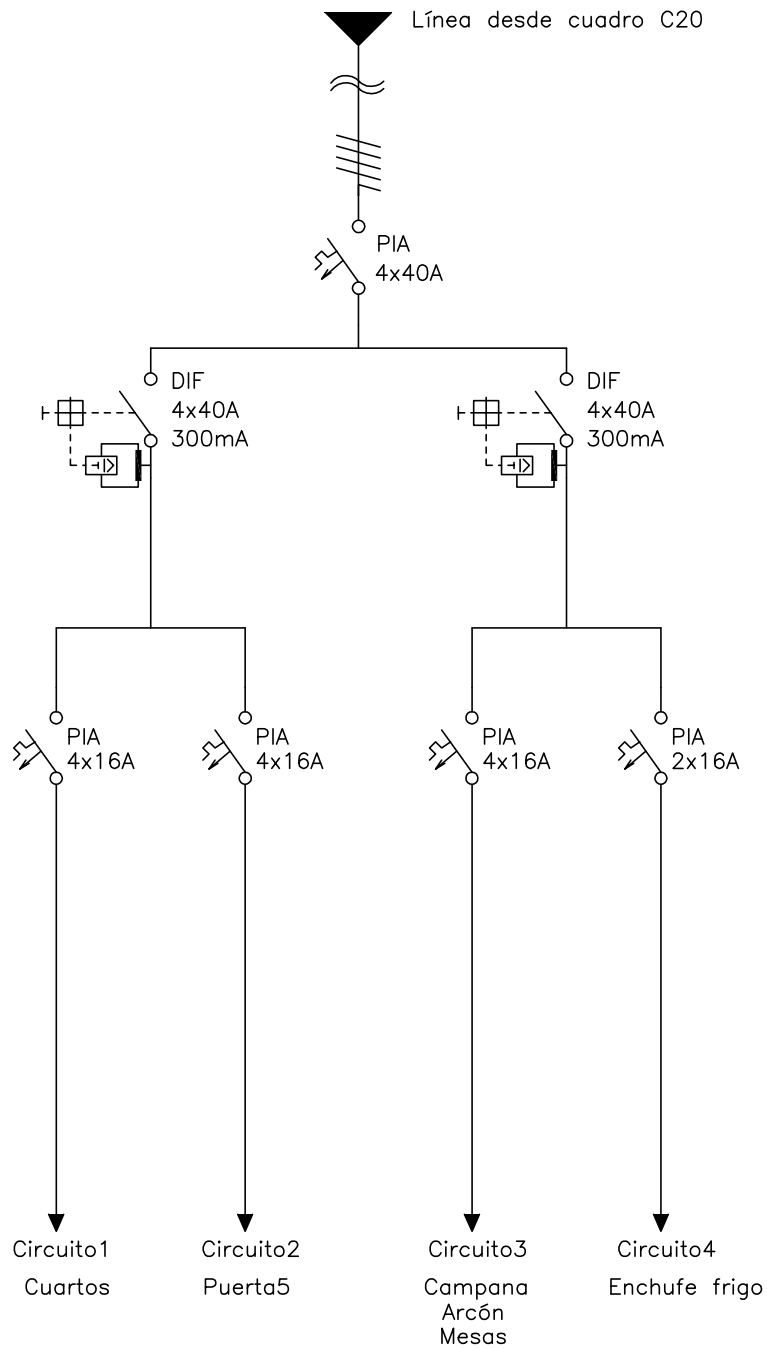 Línea desde cuadro C20
PIA
4x40A
DIF
4x40A
300mA
DIF
4x40A
300mA
PIA
4x16A
PIA
4x16A
PIA
4x16A
PIA
2x16A
Circuito1
Cuartos
Circuito2
Puerta5
Circuito3
Campana
Arcón
Mesas
Circuito4
Enchufe frigo